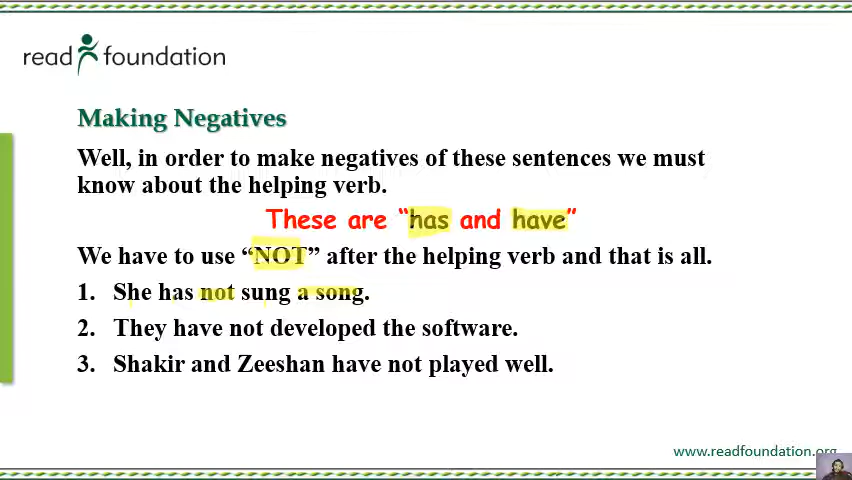 read foundation
Making Negatives
Well, in order to make negatives of these sentences we must
know about the helping verb.
These are “has and have”
We have to use “NOT” after the helping verb and that is all.
1. She has not sung a song.
2. They have not developed the software.
3. Shakir and Zeeshan have not played well.
www.readfoundation.org